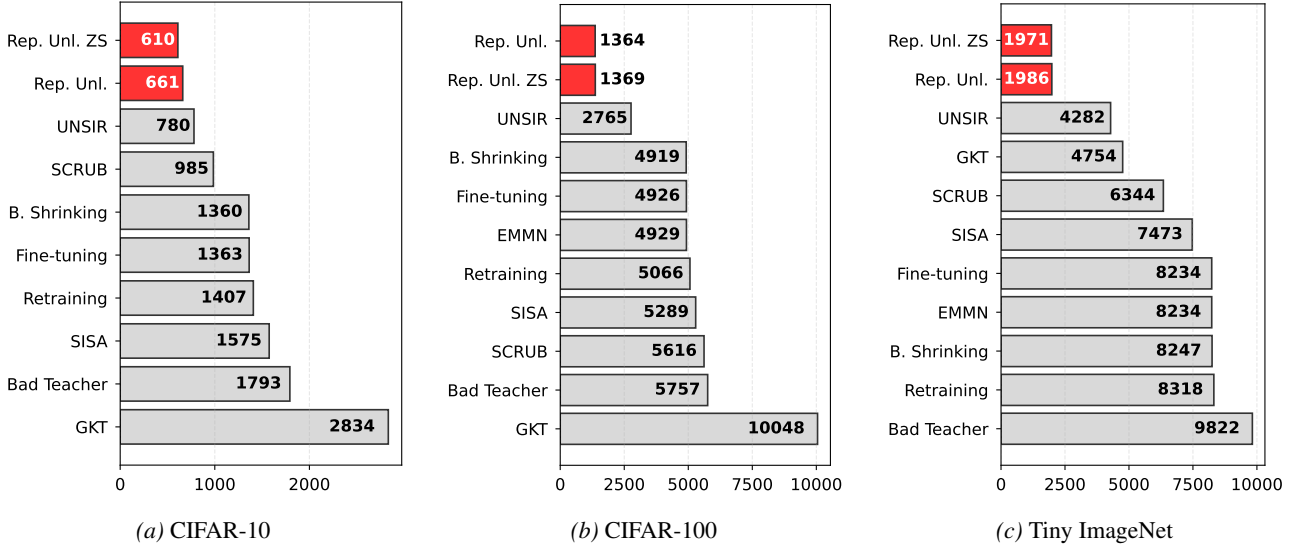 Rep. Unl. ZS 610
Rep. Unl. 661
UNSIR 780
SCRUB 985
B. Shrinking 1360
Fine-tuning 1363
Retraining 1407
SISA 1575
Bad Teacher 1793
GKT 2834
0 1000 2000
(a) CIFAR-10
Rep. Unl. 1364
Rep. Unl. ZS 1369
UNSIR 2765
B. Shrinking 4919
Fine-tuning 4926
EMMN 4929
Retraining 5066
SISA 5289
SCRUB 5616
Bad Teacher 5757
GKT 10048
0 2500 5000 7500 10000
(b) CIFAR-100
Rep. Unl. ZS 1971
Rep. Unl. 1986
UNSIR 4282
GKT 4754
SCRUB 6344
SISA 7473
Fine-tuning 8234
EMMN 8234
B. Shrinking 8247
Retraining 8318
Bad Teacher 9822
0 2500 5000 7500 10000
(c) Tiny ImageNet